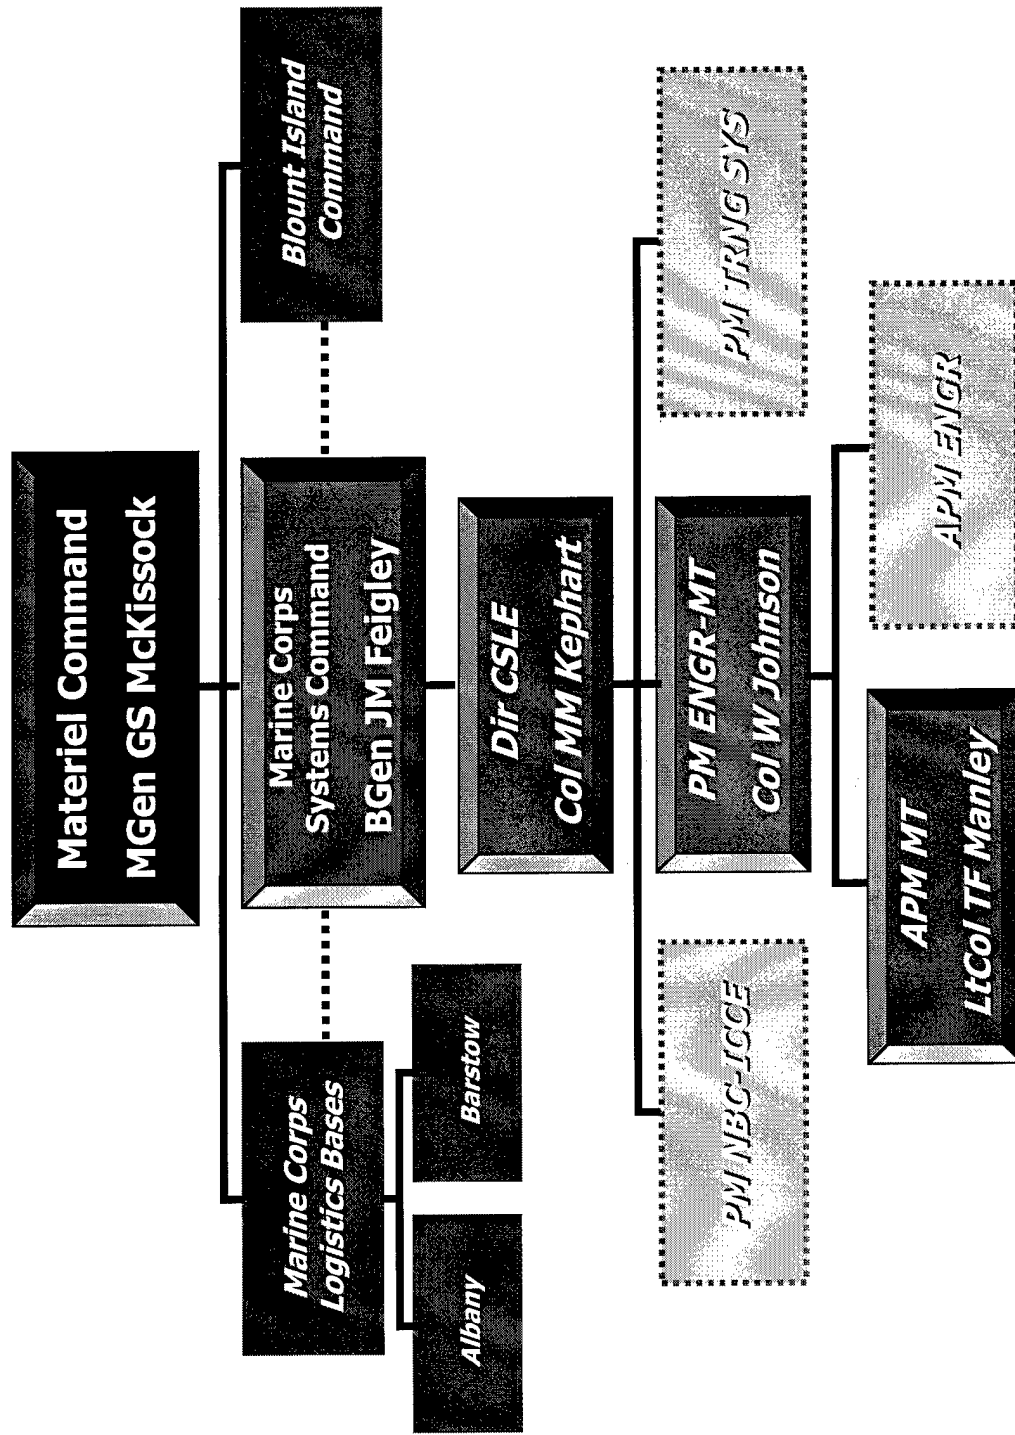 Materiel Command
MGen GS McKissock
Marine Corps
Logistics Bases
Marine Corps
Systems Command
BGen JM Feigley
Blount Island
Command
Albany
Barstow
Dir CSLE
Col MM Kephart
PM NBC-ICCE
PM ENGR-MT
Col W Johnson
PM TRNG SYS
APM MT
LtCol TF Manley
APM ENGR